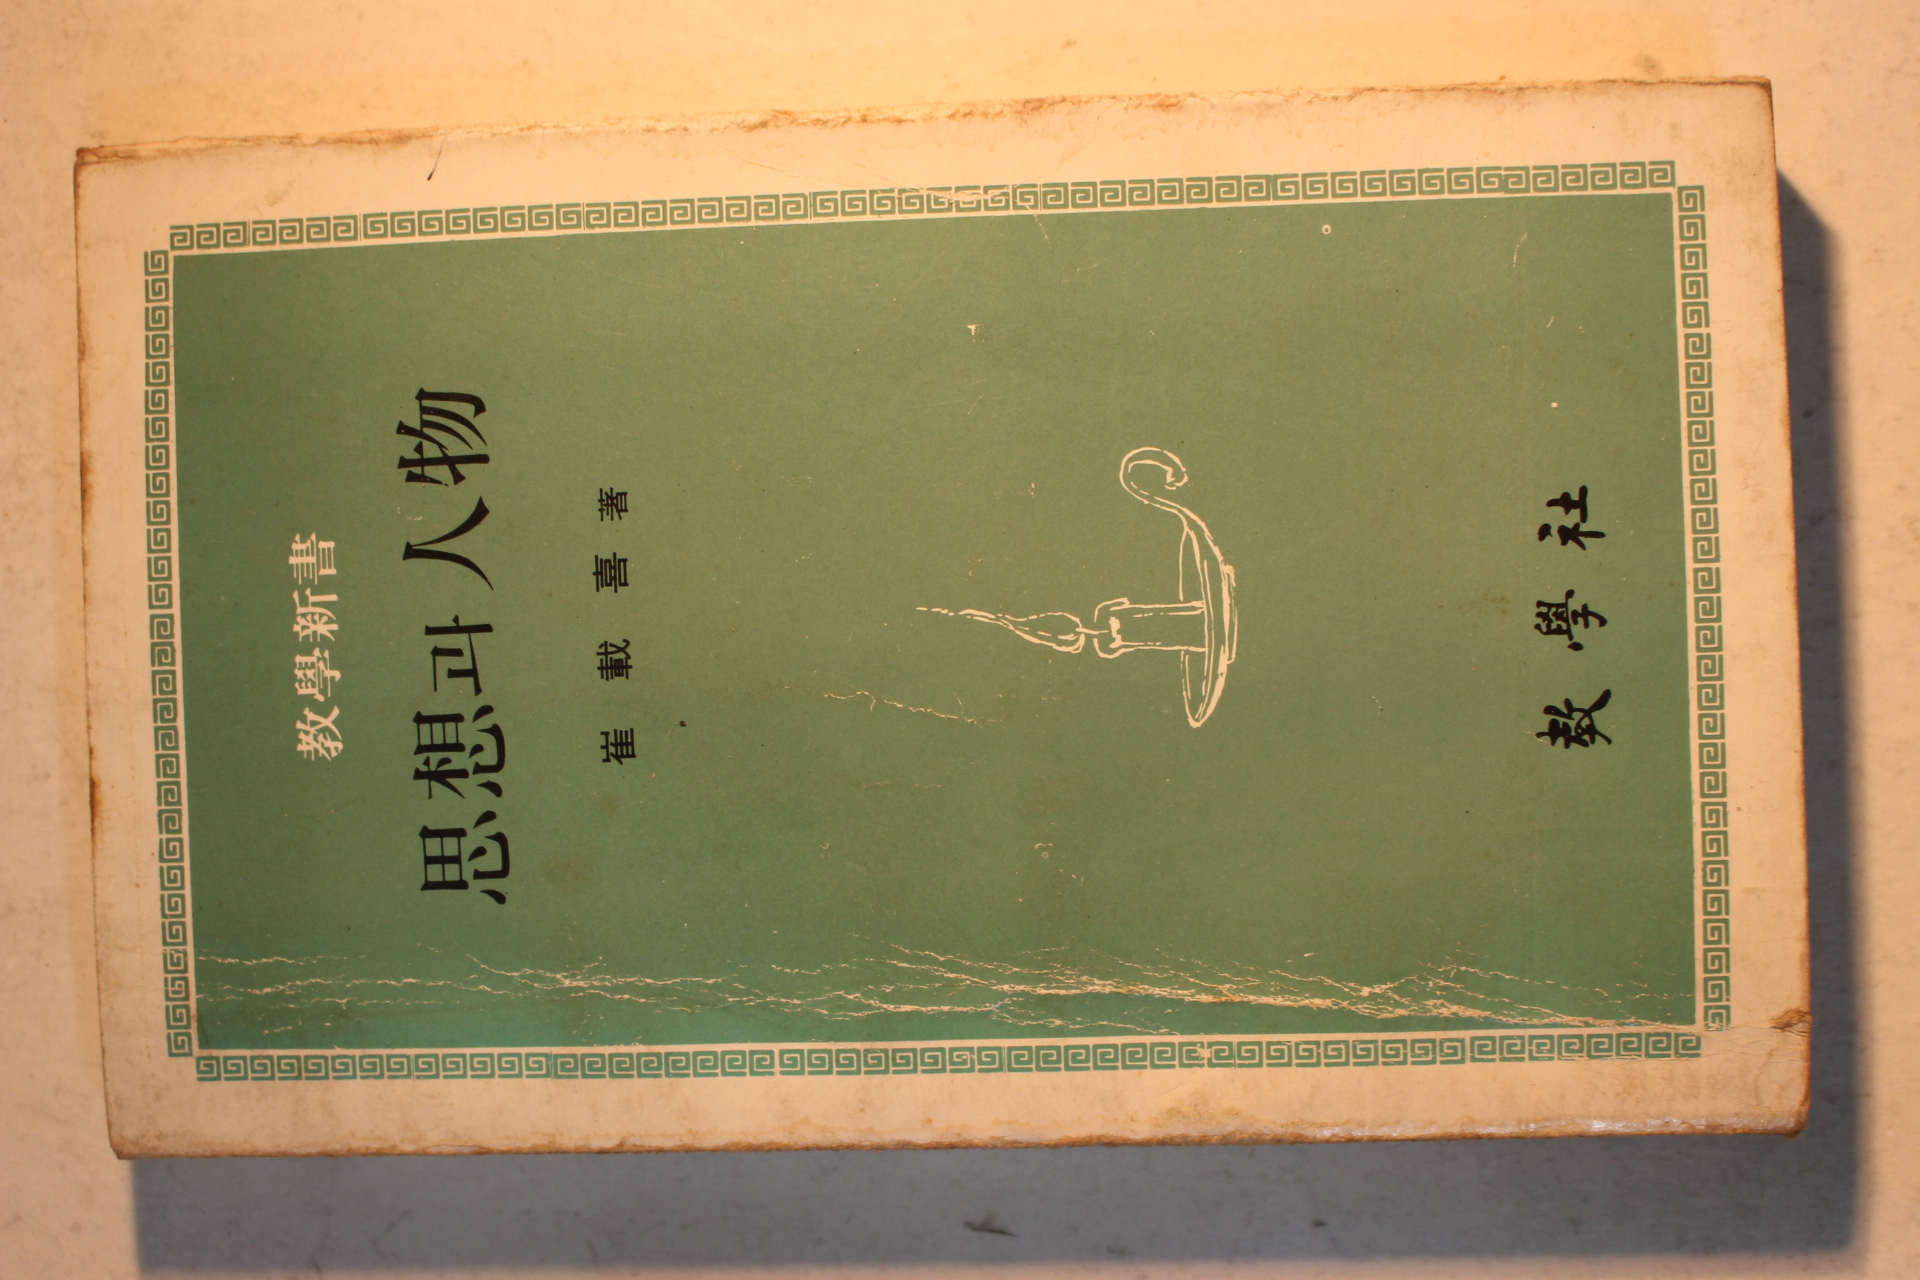 教學新書
思想과 人物
崔載喜 著
教學社